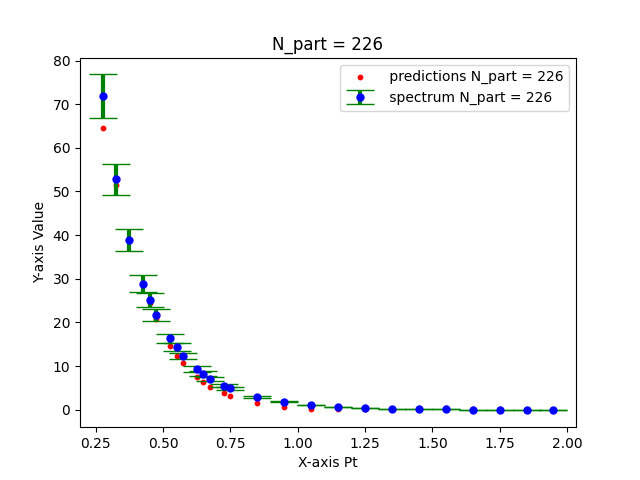 N_part = 226
predictions N_part = 226
spectrum N_part = 226
Y-axis Value
80
70
60
50
40
30
20
10
0
0.25 0.50 0.75 1.00 1.25 1.50 1.75 2.00
X-axis Pt